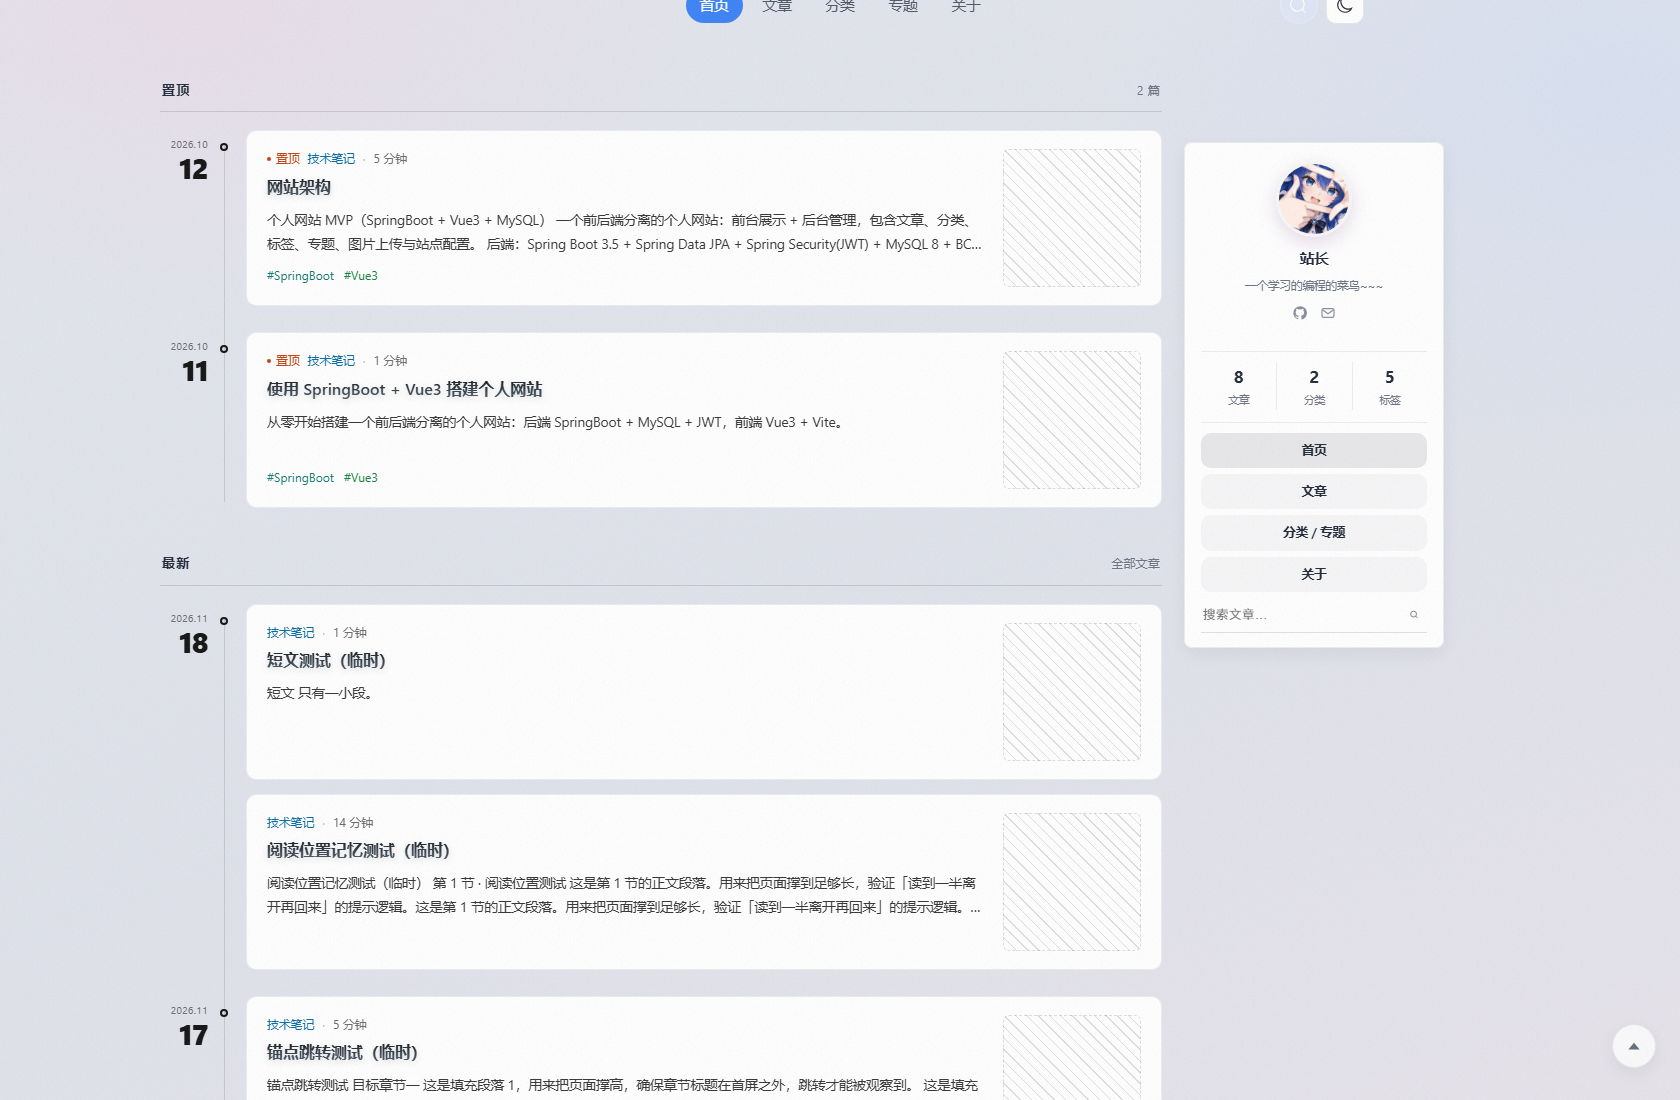 首页 文章 分类 专题 关于
置顶 2 篇
2026.10
12
置顶 技术笔记 · 5 分钟
网站架构
个人网站 MVP（SpringBoot + Vue3 + MySQL） 一个前后端分离的个人网站：前台展示 + 后台管理，包含文章、分类、
标签、专题、图片上传与站点配置。 后端：Spring Boot 3.5 + Spring Data JPA + Spring Security(JWT) + MySQL 8 + BC...
#SpringBoot #Vue3
2026.10
11
置顶 技术笔记 · 1 分钟
使用 SpringBoot + Vue3 搭建个人网站
从零开始搭建一个前后端分离的个人网站：后端 SpringBoot + MySQL + JWT，前端 Vue3 + Vite。
#SpringBoot #Vue3
最新 全部文章
2026.11
18
技术笔记 · 1 分钟
短文测试（临时）
短文 只有一小段。
技术笔记 · 14 分钟
阅读位置记忆测试（临时）
阅读位置记忆测试（临时） 第 1 节 · 阅读位置测试 这是第 1 节的正文段落。用来把页面撑到足够长，验证「读到一半离
开再回来」的提示逻辑。这是第 1 节的正文段落。用来把页面撑到足够长，验证「读到一半离开再回来」的提示逻辑。...
2026.11
17
技术笔记 · 5 分钟
锚点跳转测试（临时）
锚点跳转测试 目标章节一 这是填充段落 1，用来把页面撑高，确保章节标题在首屏之外，跳转才能被观察到。 这是填充
站长
一个学习的编程的菜鸟~~~
8 2 5
文章 分类 标签
首页
文章
分类 / 专题
关于
搜索文章...